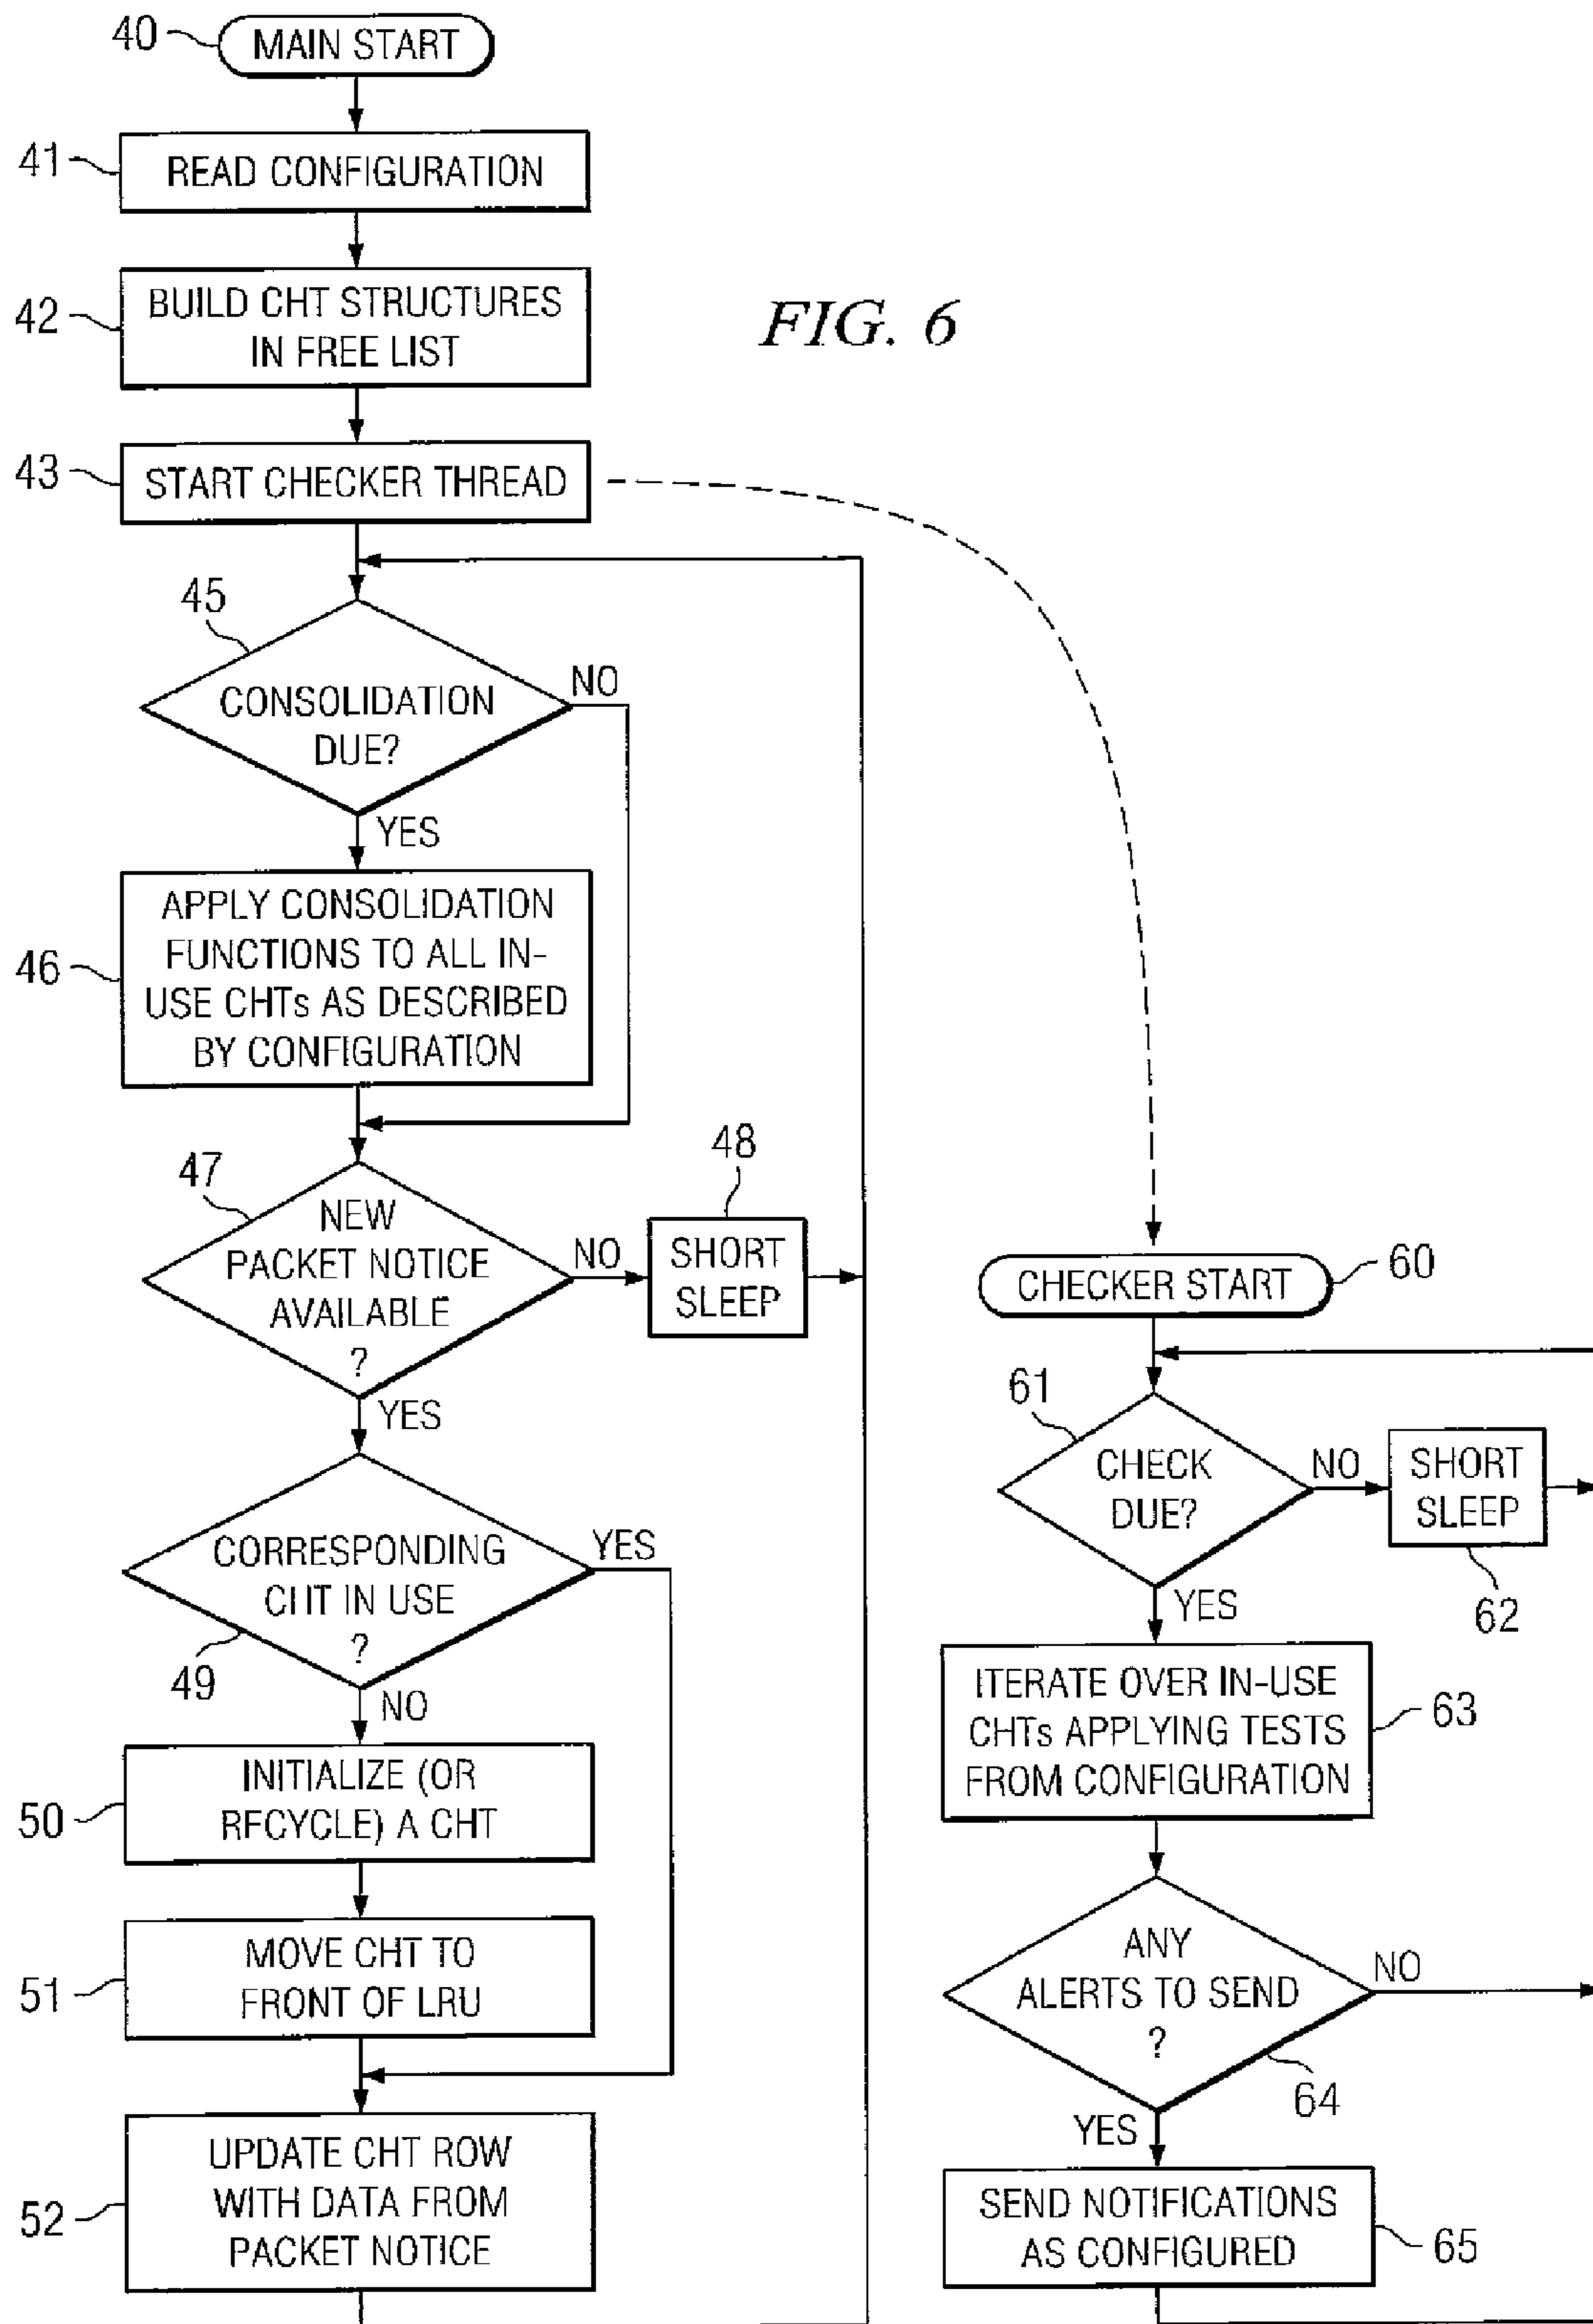 40
MAIN START
41
READ CONFIGURATION
42
BUILD CHT STRUCTURES
IN FREE LIST
FIG. 6
43
START CHECKER THREAD
45
CONSOLIDATION
DUE?
NO
YES
46
APPLY CONSOLIDATION
FUNCTIONS TO ALL IN-
USE CHTs AS DESCRIBED
BY CONFIGURATION
47
NEW
PACKET NOTICE
AVAILABLE
?
NO
48
SHORT
SLEEP
YES
49
CORRESPONDING
CHT IN USE
?
YES
NO
50
INITIALIZE (OR
RFCYCLE) A CHT
51
MOVE CHT TO
FRONT OF LRU
52
UPDATE CHT ROW
WITH DATA FROM
PACKET NOTICE
60
CHECKER START
61
CHECK
DUE?
NO
SHORT
SLEEP
62
YES
63
ITERATE OVER IN-USE
CHTs APPLYING TESTS
FROM CONFIGURATION
ANY
ALERTS TO SEND
?
NO
64
YES
65
SEND NOTIFICATIONS
AS CONFIGURED